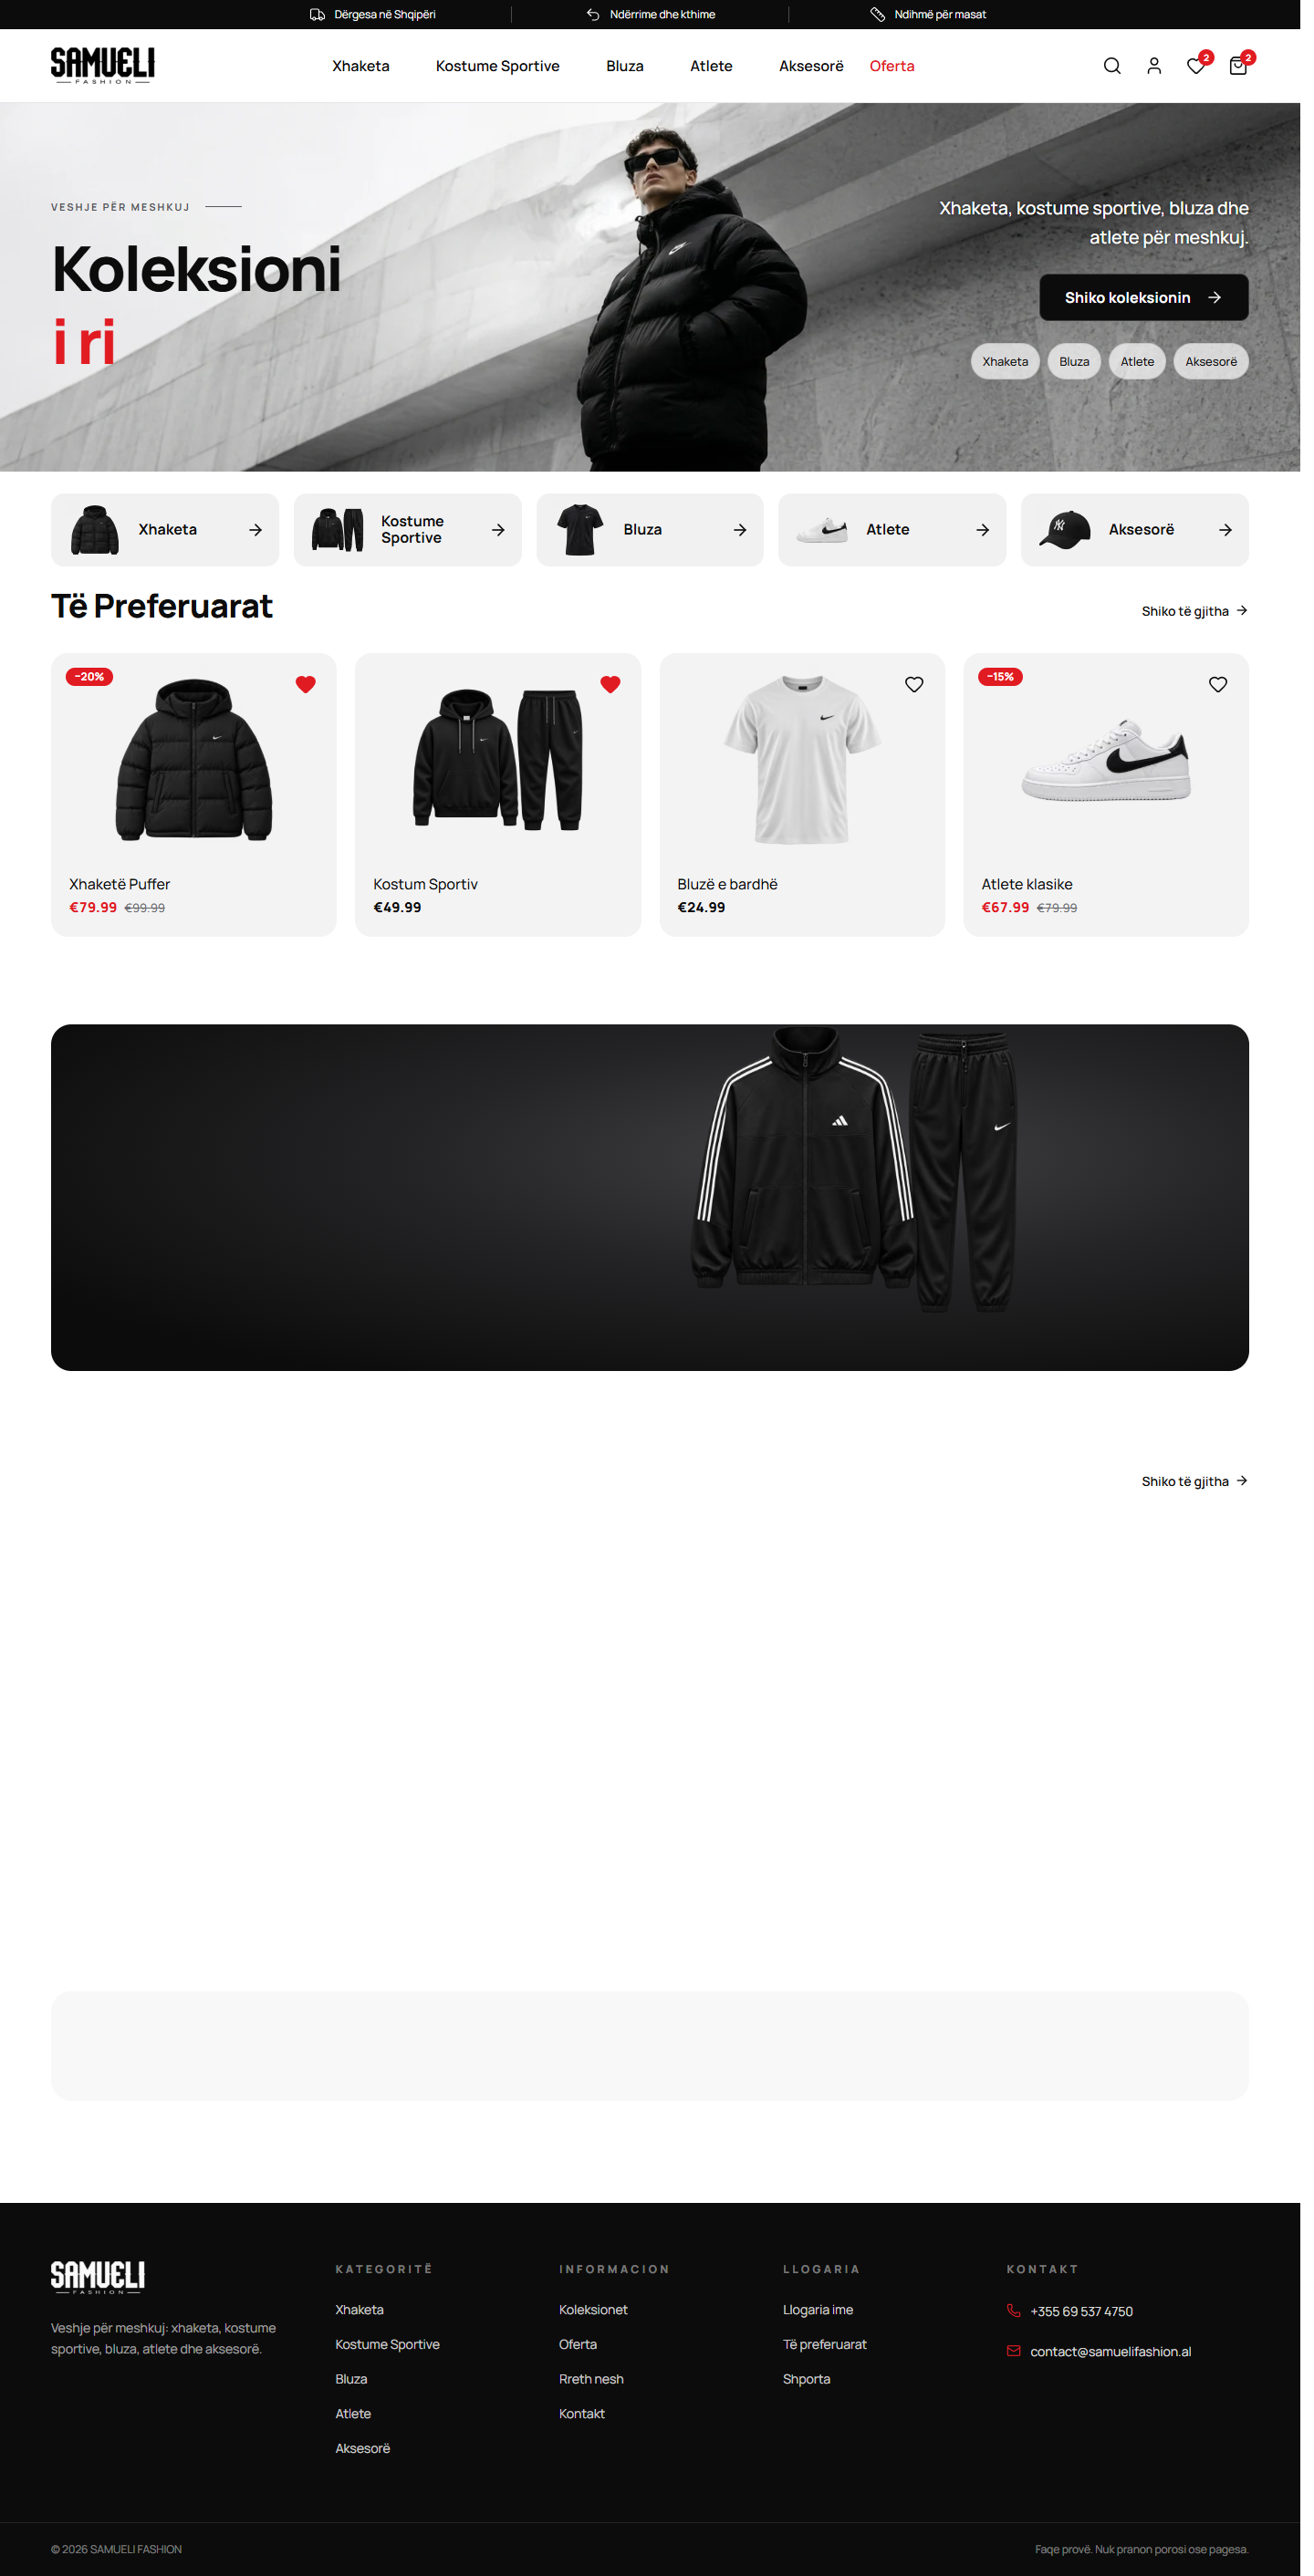 Dërgesa në Shqipëri
Ndërrime dhe kthime
Ndihmë për masat
SAMUELI
FASHION
Xhaketa
Kostume Sportive
Bluza
Atlete
Aksesorë
Oferta
2
2
VESHJE PËR MESHKUJ
Koleksioni
i ri
Xhaketa, kostume sportive, bluza dhe
atlete për meshkuj.
Shiko koleksionin
Xhaketa
Bluza
Atlete
Aksesorë
Xhaketa
Kostume
Sportive
Bluza
Atlete
Aksesorë
Të Preferuarat
Shiko të gjitha
−20%
−15%
Xhaketë Puffer
€79.99 €99.99
Kostum Sportiv
€49.99
Bluzë e bardhë
€24.99
Atlete klasike
€67.99 €79.99
Shiko të gjitha
SAMUELI
FASHION
Veshje për meshkuj: xhaketa, kostume
sportive, bluza, atlete dhe aksesorë.
KATEGORITË
Xhaketa
Kostume Sportive
Bluza
Atlete
Aksesorë
INFORMACION
Koleksionet
Oferta
Rreth nesh
Kontakt
LLOGARIA
Llogaria ime
Të preferuarat
Shporta
KONTAKT
+355 69 537 4750
contact@samuelifashion.al
© 2026 SAMUELI FASHION
Faqe provë. Nuk pranon porosi ose pagesa.